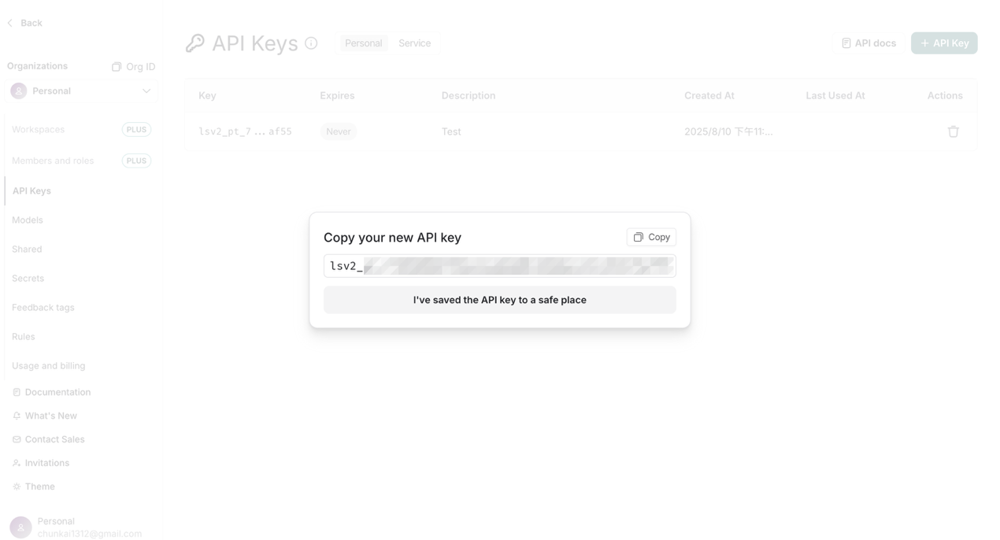 Back
API Keys
Personal
Service
API docs
+ API Key
Organizations
Org ID
Personal
Workspaces
PLUS
Members and roles
PLUS
API Keys
Models
Shared
Secrets
Feedback tags
Rules
Usage and billing
Documentation
What's New
Contact Sales
Invitations
Theme
Personal
chunkai1312@gmail.com
Key Expires Description Created At Last Used At Actions
lsv2_pt_7...af55 Never Test 2025/8/10 下午11:...
Copy your new API key
Copy
lsv2_
I've saved the API key to a safe place